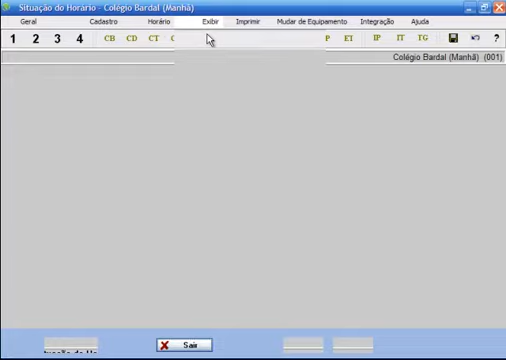 Situação do Horário - Colégio Bardal (Manhã)
Geral Cadastro Horário Exibir Imprimir Mudar de Equipamento Integração Ajuda
1 2 3 4 CB CD CT P ET IP IT TG ?
Colégio Bardal (Manhã) (001)
Sair